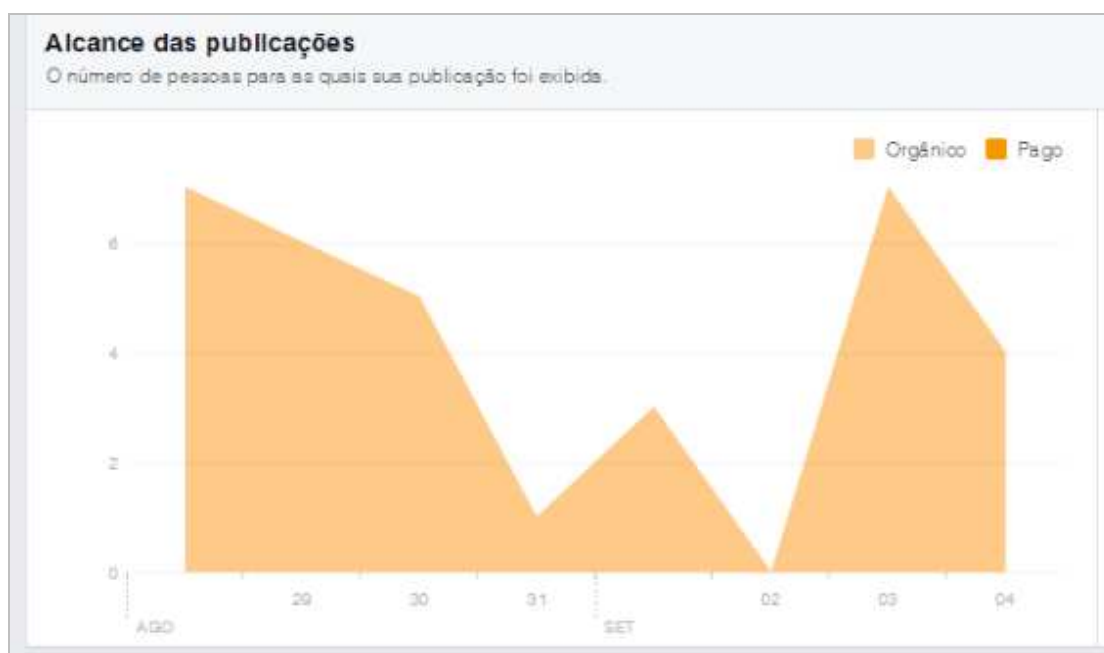 Alcance das publicações
O número de pessoas para as quais sua publicação foi exibida.
Orgânico Pago
6
4
2
0
29 30 31 02 03 04
AGO SET